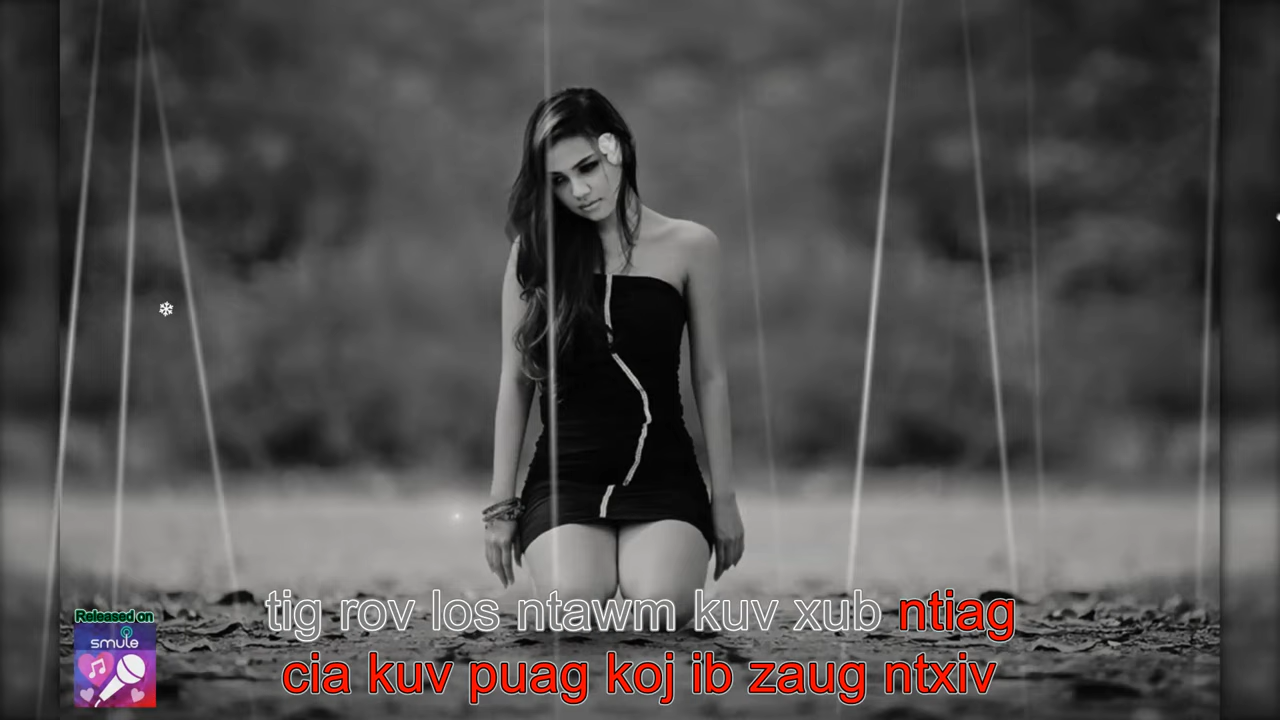 tig rov los ntawm kuv xub ntiag
cia kuv puag koj ib zaug ntxiv
Released on
smule